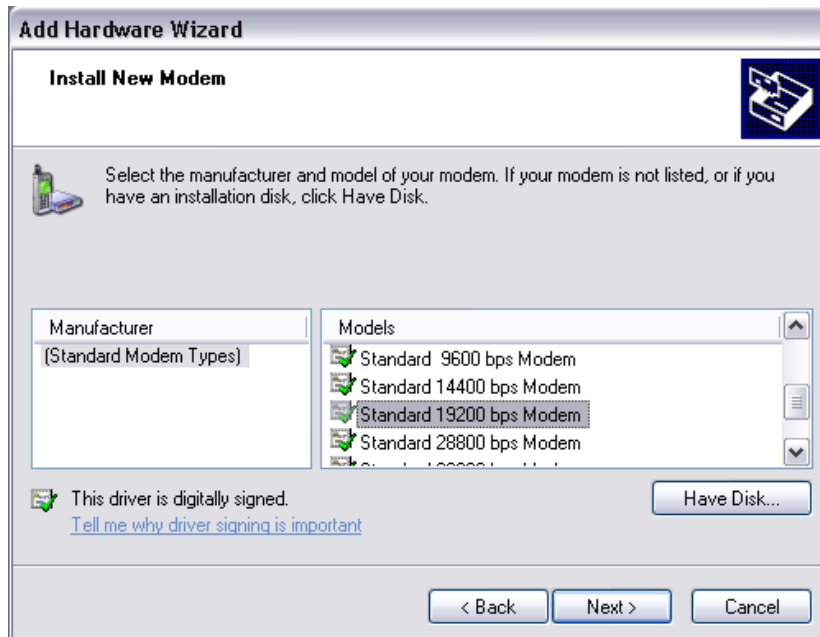 Add Hardware Wizard
Install New Modem
Select the manufacturer and model of your modem. If your modem is not listed, or if you
have an installation disk, click Have Disk.
Manufacturer
(Standard Modem Types)
Models
Standard  9600 bps Modem
Standard 14400 bps Modem
Standard 19200 bps Modem
Standard 28800 bps Modem
This driver is digitally signed.
Tell me why driver signing is important
Have Disk...
< Back
Next >
Cancel